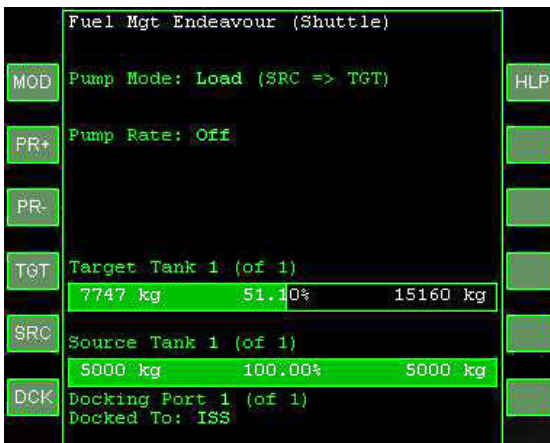 Fuel Mgt Endeavour (Shuttle)
MOD
Pump Mode: Load (SRC => TGT)
HLP
PR+
Pump Rate: Off
PR-
TGT
Target Tank 1 (of 1)
7747 kg 51.10% 15160 kg
SRC
Source Tank 1 (of 1)
5000 kg 100.00% 5000 kg
DCK
Docking Port 1 (of 1)
Docked To: ISS